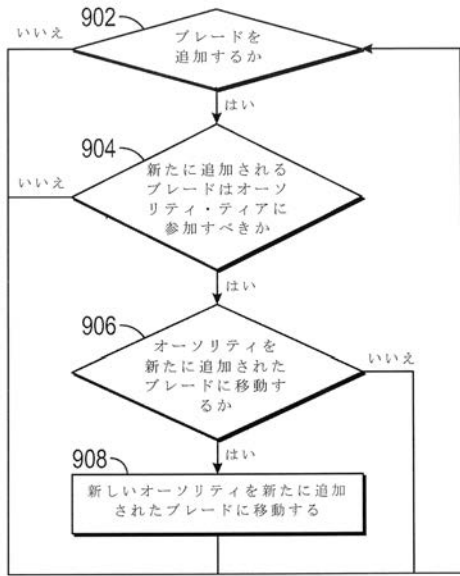 902
いいえ
ブレードを
追加するか
はい
904
新たに追加される
ブレードはオーソ
リティ・ティアに
参加すべきか
いいえ
はい
906
オーソリティを
新たに追加された
ブレードに移動す
るか
いいえ
はい
908
新しいオーソリティを新たに追加
されたブレードに移動する